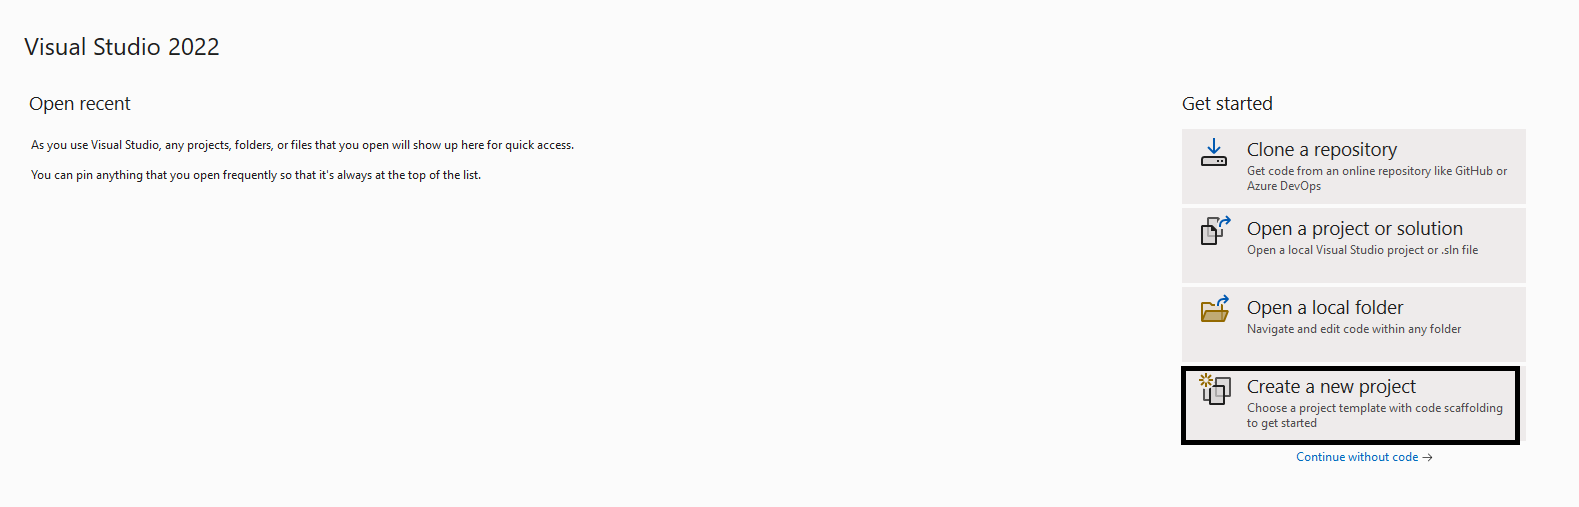 Visual Studio 2022
Open recent
As you use Visual Studio, any projects, folders, or files that you open will show up here for quick access.
You can pin anything that you open frequently so that it's always at the top of the list.
Get started
Clone a repository
Get code from an online repository like GitHub or
Azure DevOps
Open a project or solution
Open a local Visual Studio project or .sln file
Open a local folder
Navigate and edit code within any folder
Create a new project
Choose a project template with code scaffolding
to get started
Continue without code →